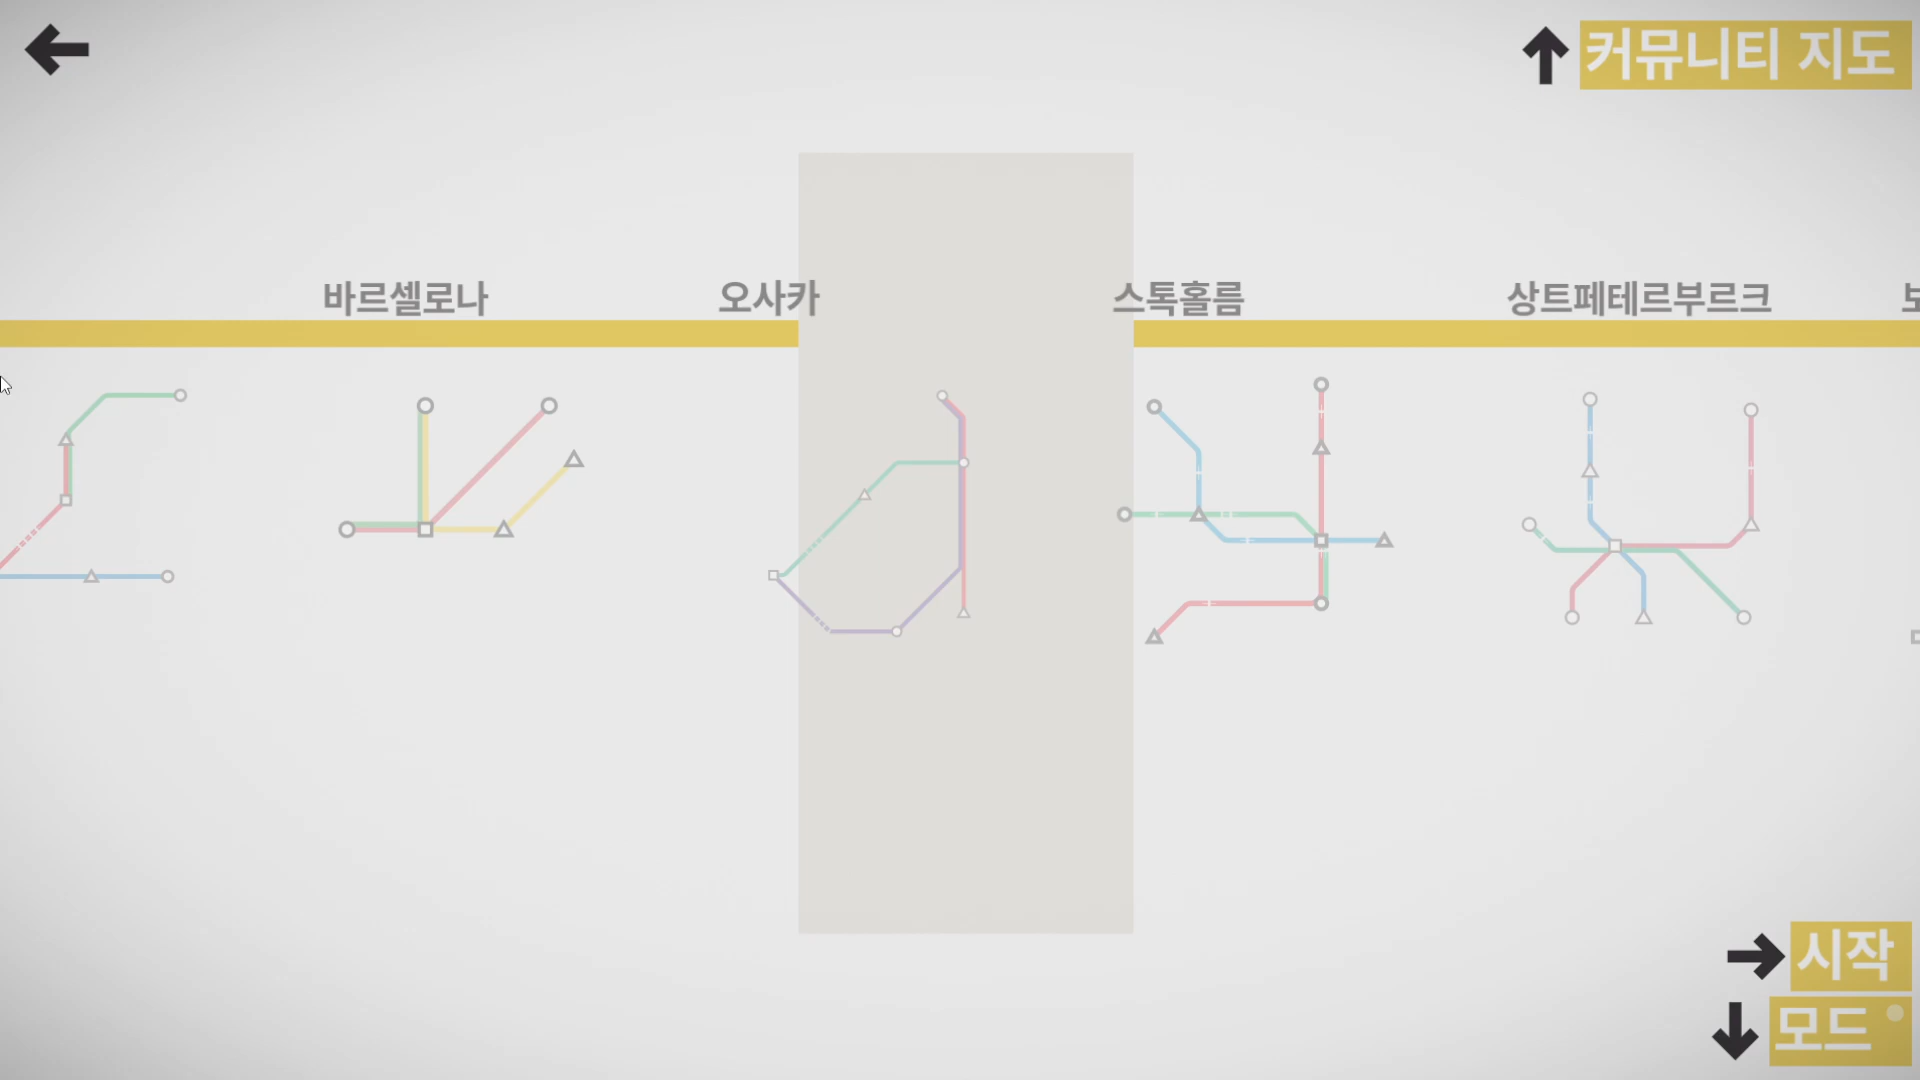 커뮤니티 지도
바르셀로나
오사카
스톡홀름
상트페테르부르크
시작
모드